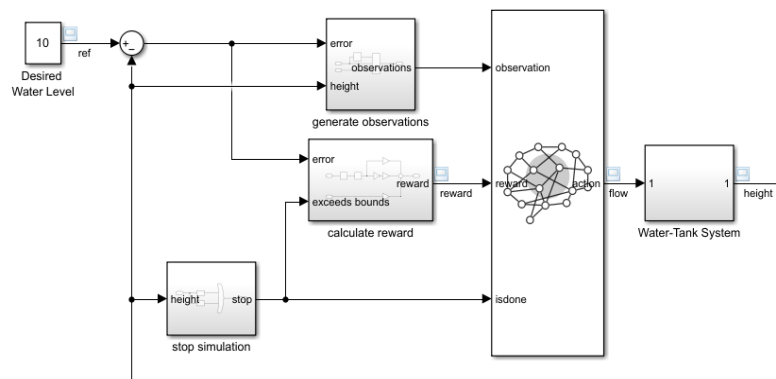 10
ref
Desired
Water Level
+
−
error
observations
height
generate observations
observation
error
reward
exceeds bounds
calculate reward
reward
reward
action
flow
1
1
height
Water-Tank System
height
stop
stop simulation
isdone